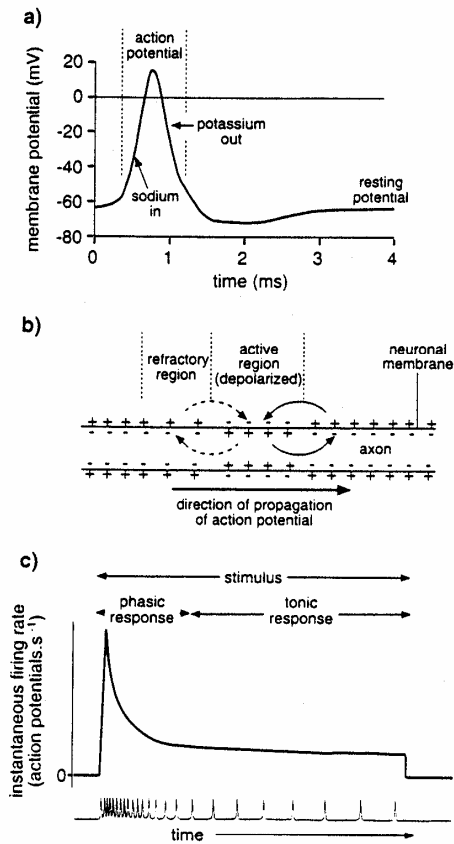 a)
action
potential
20
0
-20
-40
-60
-80
membrane potential (mV)
potassium
out
sodium
in
resting
potential
0 1 2 3 4
time (ms)
b)
refractory
region
active
region
(depolarized)
neuronal
membrane
axon
direction of propagation
of action potential
c)
stimulus
phasic
response
tonic
response
instantaneous firing rate
(action potentials.s⁻¹)
0
time